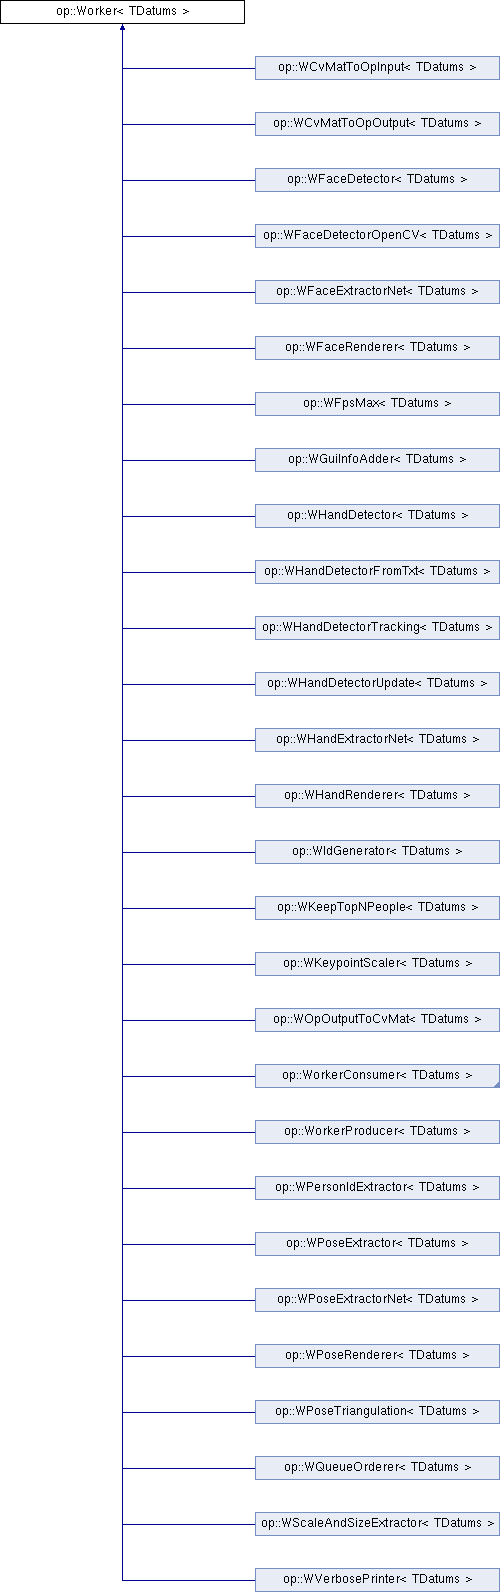 op::Worker< TDatums >
op::WCvMatToOpInput< TDatums >
op::WCvMatToOpOutput< TDatums >
op::WFaceDetector< TDatums >
op::WFaceDetectorOpenCV< TDatums >
op::WFaceExtractorNet< TDatums >
op::WFaceRenderer< TDatums >
op::WFpsMax< TDatums >
op::WGuiInfoAdder< TDatums >
op::WHandDetector< TDatums >
op::WHandDetectorFromTxt< TDatums >
op::WHandDetectorTracking< TDatums >
op::WHandDetectorUpdate< TDatums >
op::WHandExtractorNet< TDatums >
op::WHandRenderer< TDatums >
op::WIdGenerator< TDatums >
op::WKeepTopNPeople< TDatums >
op::WKeypointScaler< TDatums >
op::WOpOutputToCvMat< TDatums >
op::WorkerConsumer< TDatums >
op::WorkerProducer< TDatums >
op::WPersonIdExtractor< TDatums >
op::WPoseExtractor< TDatums >
op::WPoseExtractorNet< TDatums >
op::WPoseRenderer< TDatums >
op::WPoseTriangulation< TDatums >
op::WQueueOrderer< TDatums >
op::WScaleAndSizeExtractor< TDatums >
op::WVerbosePrinter< TDatums >